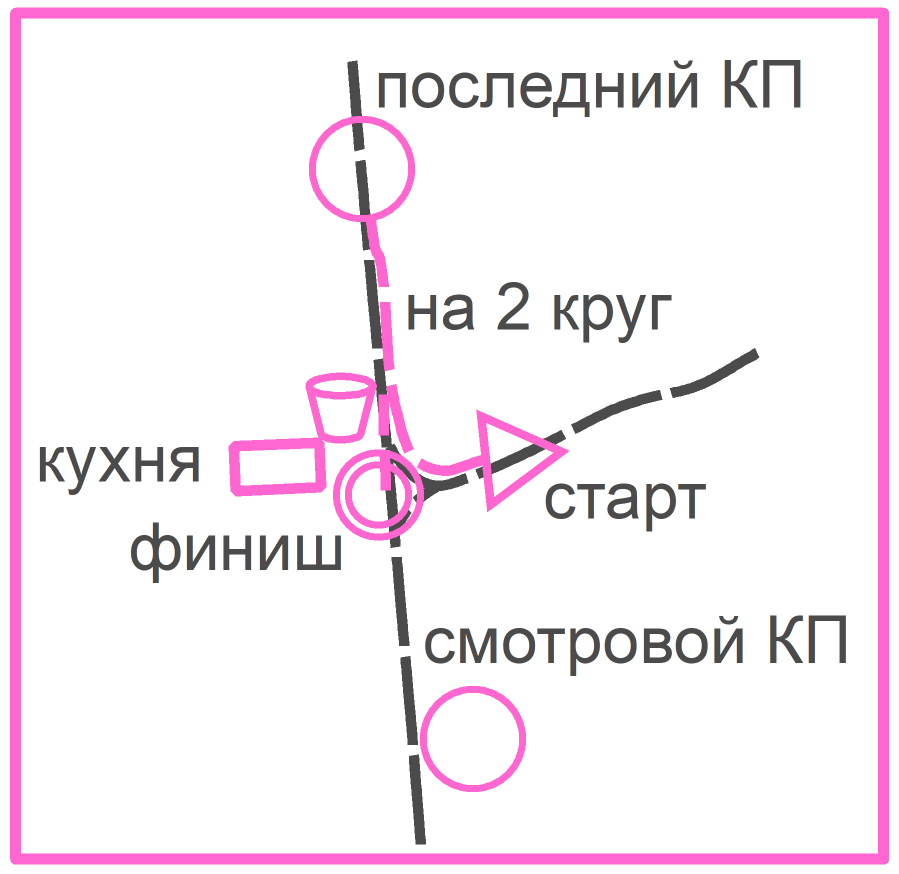 последний КП
на 2 круг
кухня
старт
финиш
смотровой КП